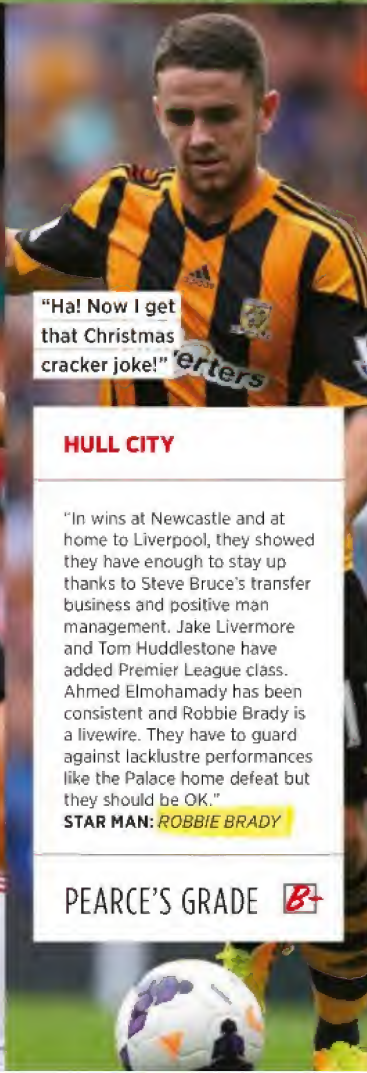 adidas
"Ha! Now I get
that Christmas
cracker joke!"
erters
HULL CITY
"In wins at Newcastle and at
home to Liverpool, they showed
they have enough to stay up
thanks to Steve Bruce's transfer
business and positive man
management. Jake Livermore
and Tom Huddlestone have
added Premier League class.
Ahmed Elmohamady has been
consistent and Robbie Brady is
a livewire. They have to guard
against lacklustre performances
like the Palace home defeat but
they should be OK."
STAR MAN: ROBBIE BRADY
PEARCE'S GRADE B+